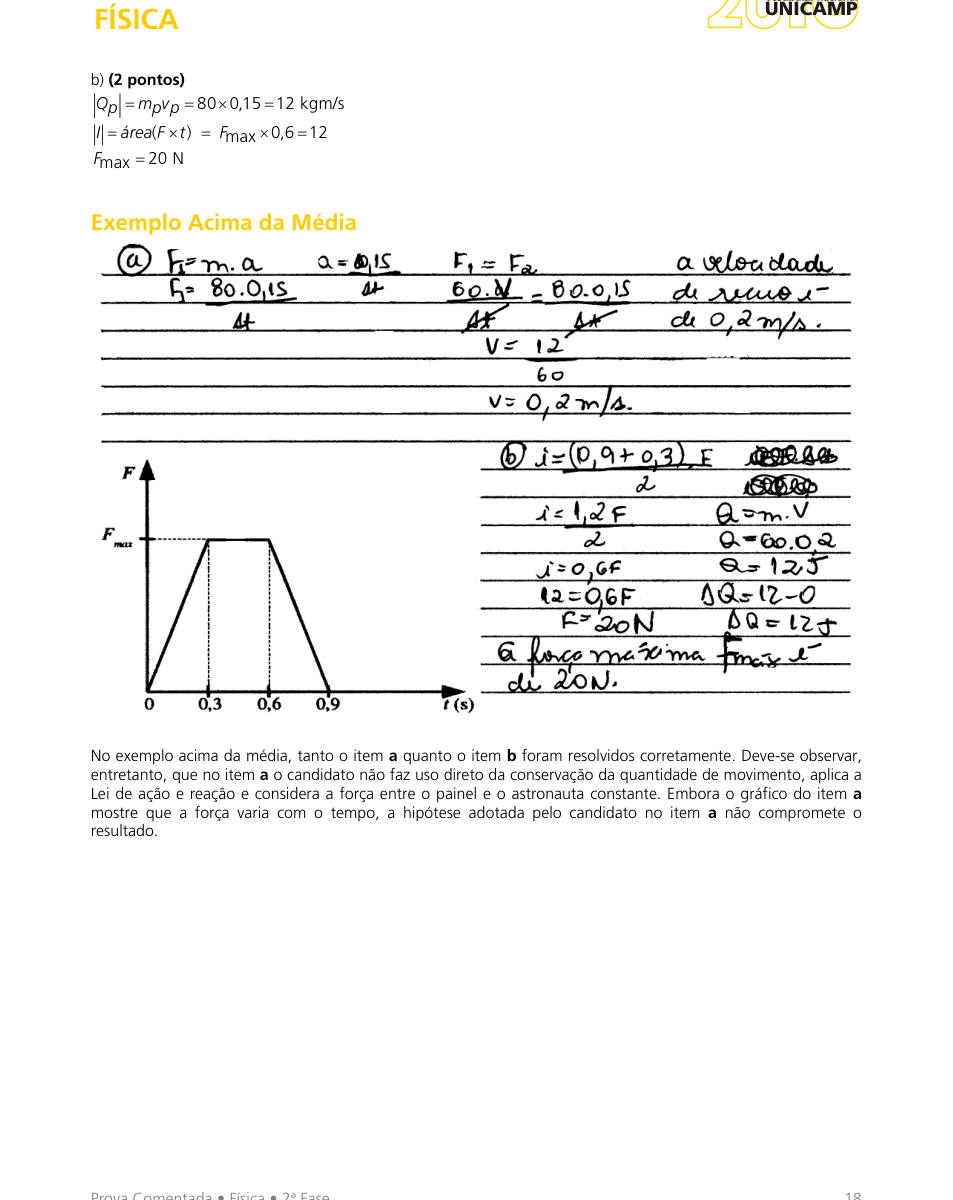 FÍSICA
UNICAMP
b) (2 pontos)
|Qp| = mpvp = 80×0,15=12 kgm/s
|I| = área(F×t) = Fmax×0,6=12
Fmax = 20 N
Exemplo Acima da Média
a F1= m.a a = 0,15 F1 = F2 a velocidade
F1= 80.0,15 Δt 60.V = 80.0,15 de recuo é
Δt Δt Δt de 0,2 m/s.
V= 12
60
V= 0,2 m/s.
b i=(0,9+0,3).F
2
i= 1,2F Q=m.V
2 Q=60.0,2
i=0,6F Q= 12J
12=0,6F ΔQ=12-0
F= 20N ΔQ=12J
A força máxima Fmáx é
de 20N.
F
Fmax
0 0,3 0,6 0,9 t (s)
No exemplo acima da média, tanto o item a quanto o item b foram resolvidos corretamente. Deve-se observar,
entretanto, que no item a o candidato não faz uso direto da conservação da quantidade de movimento, aplica a
Lei de ação e reação e considera a força entre o painel e o astronauta constante. Embora o gráfico do item a
mostre que a força varia com o tempo, a hipótese adotada pelo candidato no item a não compromete o
resultado.
Prova Comentada • Física • 2ª Fase 18